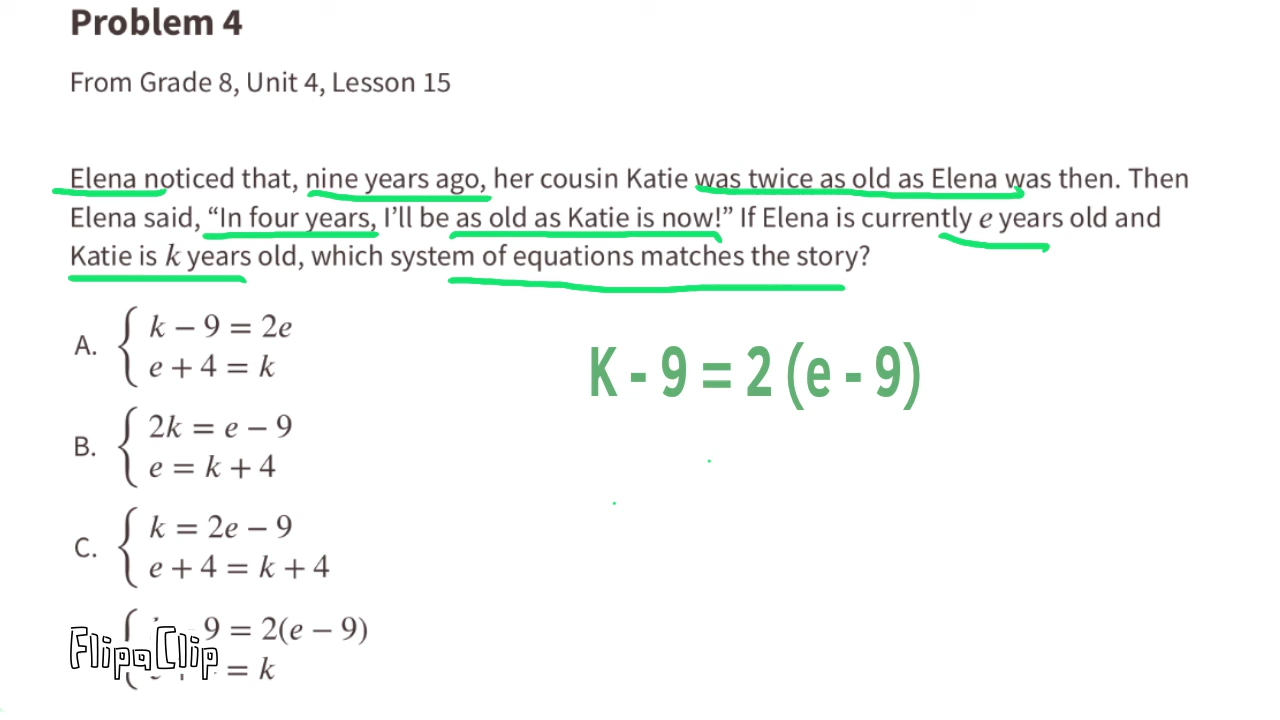 Problem 4
From Grade 8, Unit 4, Lesson 15
Elena noticed that, nine years ago, her cousin Katie was twice as old as Elena was then. Then
Elena said, “In four years, I’ll be as old as Katie is now!” If Elena is currently e years old and
Katie is k years old, which system of equations matches the story?
A. { k − 9 = 2e
e + 4 = k
K - 9 = 2 (e - 9)
B. { 2k = e − 9
e = k + 4
C. { k = 2e − 9
e + 4 = k + 4
9 = 2(e − 9)
= k
FlipaClip